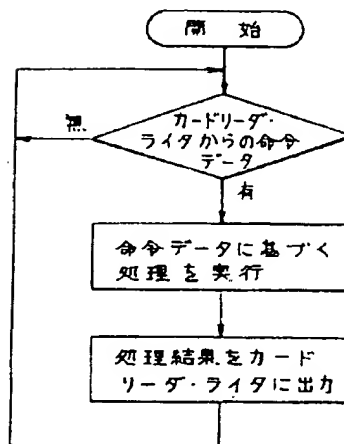 開始
カードリーダ・
ライタからの命令
データ
無
有
命令データに基づく
処理を実行
処理結果をカード
リーダ・ライタに出力